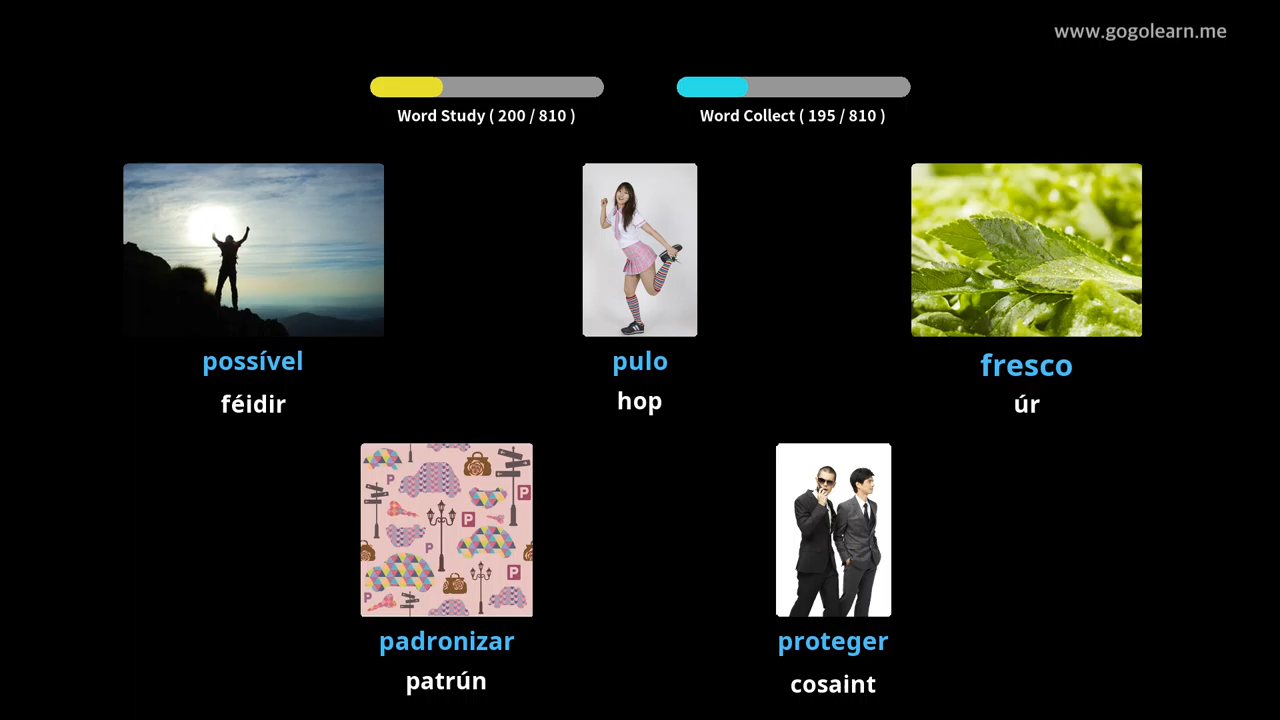 www.gogolearn.me
Word Study ( 200 / 810 )
Word Collect ( 195 / 810 )
possível
féidir
pulo
hop
fresco
úr
P
P
P
P
P
P
padronizar
patrún
proteger
cosaint